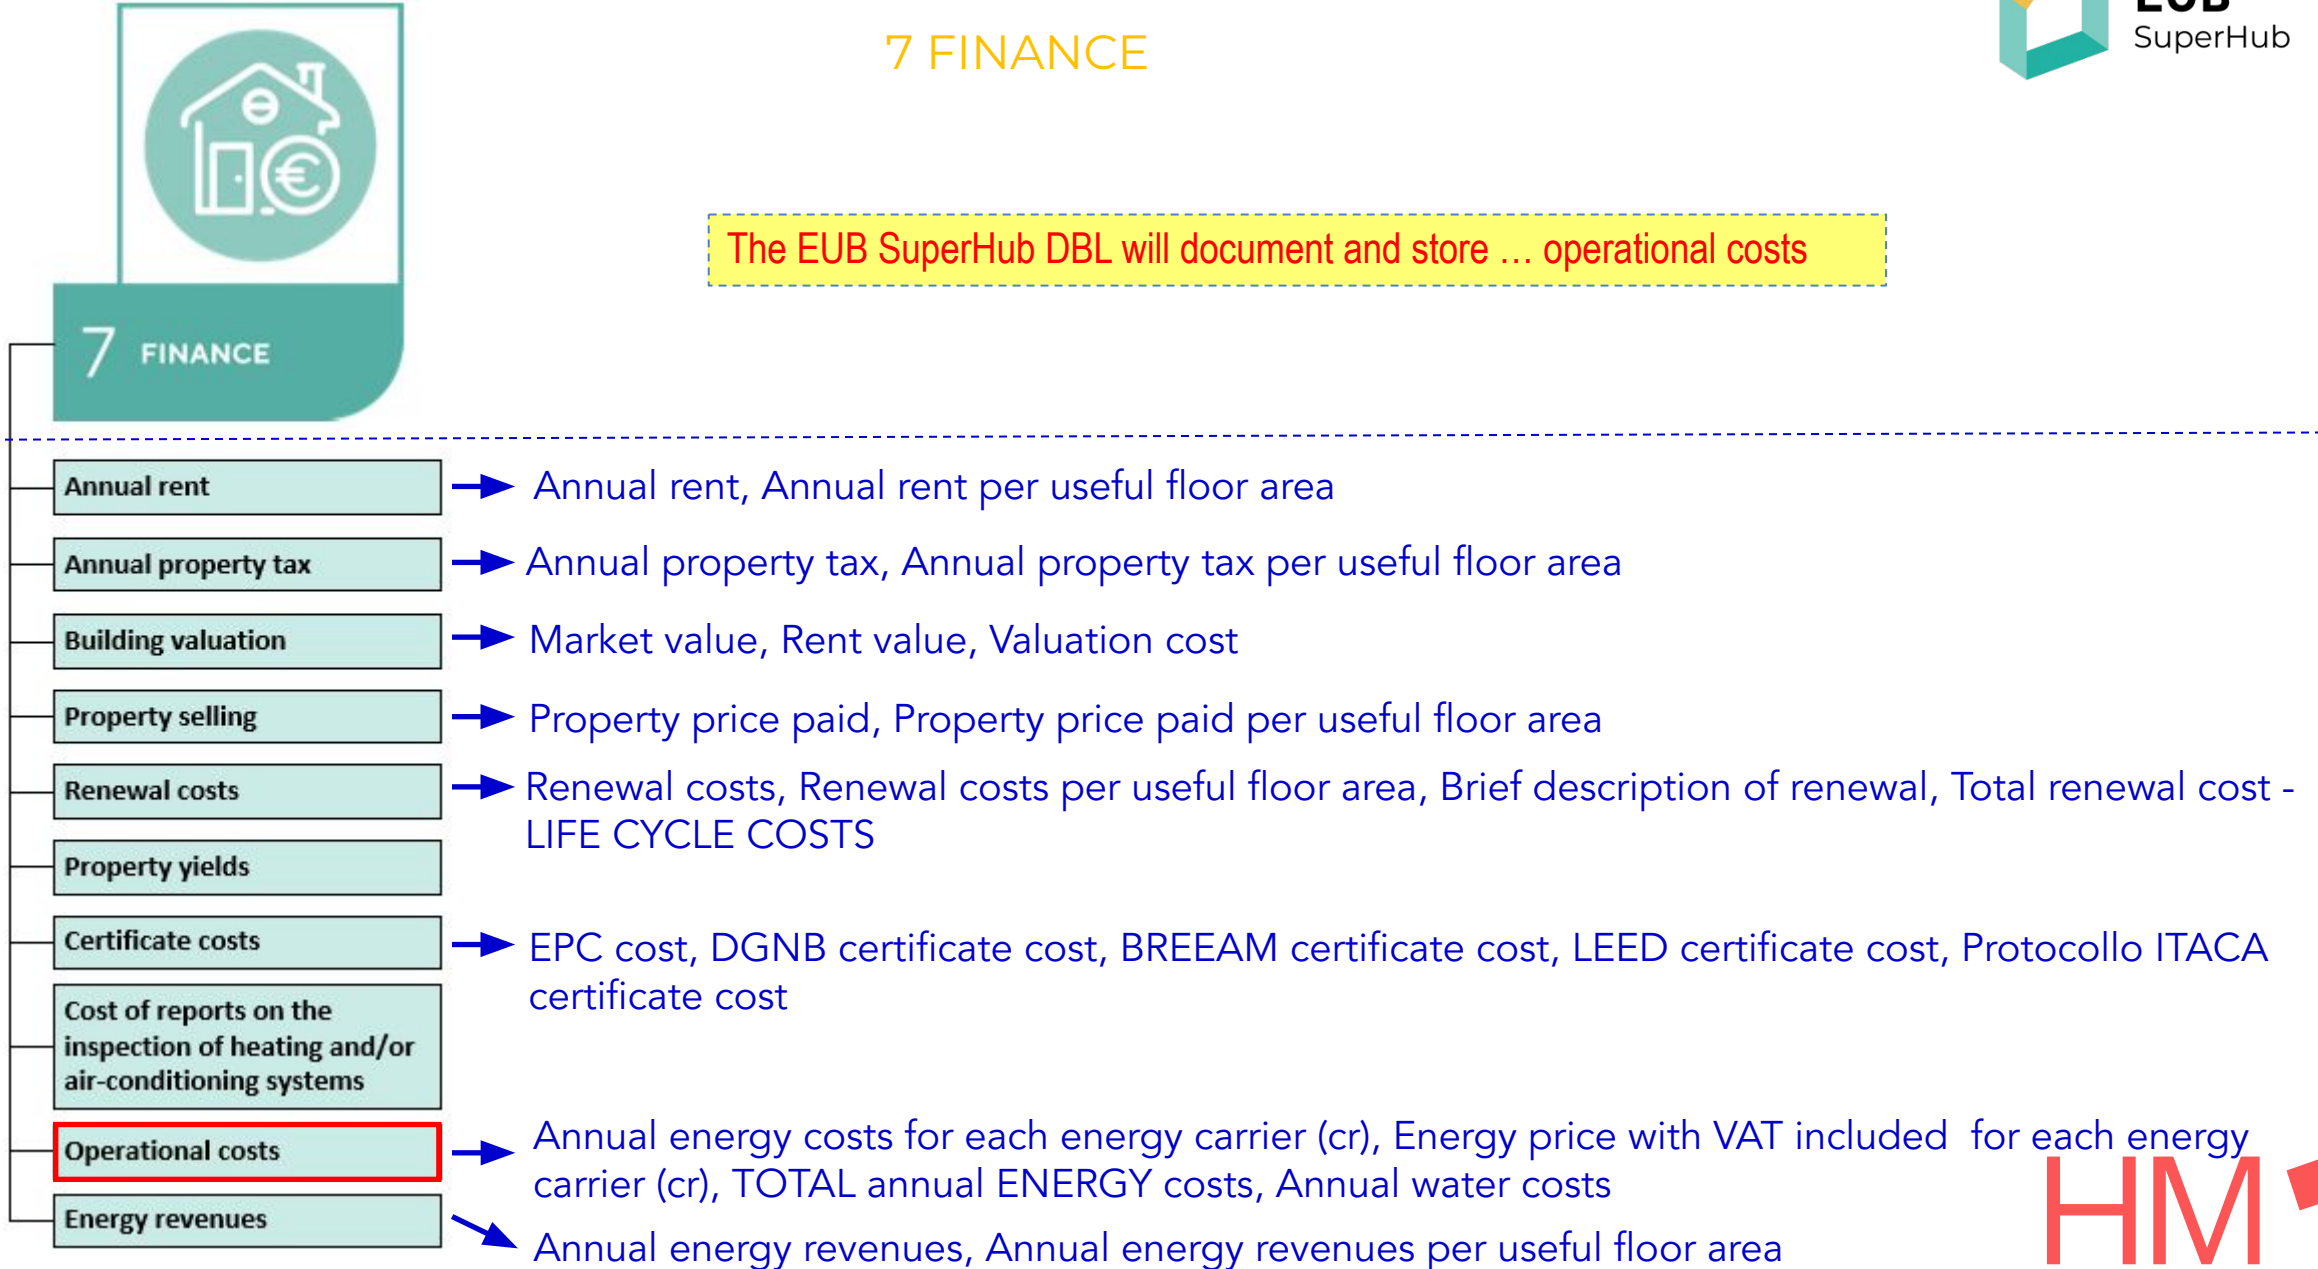 7 FINANCE
EUB
SuperHub
The EUB SuperHub DBL will document and store … operational costs
7 FINANCE
Annual rent
Annual rent, Annual rent per useful floor area
Annual property tax
Annual property tax, Annual property tax per useful floor area
Building valuation
Market value, Rent value, Valuation cost
Property selling
Property price paid, Property price paid per useful floor area
Renewal costs
Renewal costs, Renewal costs per useful floor area, Brief description of renewal, Total renewal cost -
LIFE CYCLE COSTS
Property yields
Certificate costs
EPC cost, DGNB certificate cost, BREEAM certificate cost, LEED certificate cost, Protocollo ITACA
certificate cost
Cost of reports on the
inspection of heating and/or
air-conditioning systems
Operational costs
Annual energy costs for each energy carrier (cr), Energy price with VAT included for each energy
carrier (cr), TOTAL annual ENERGY costs, Annual water costs
Energy revenues
Annual energy revenues, Annual energy revenues per useful floor area
HM